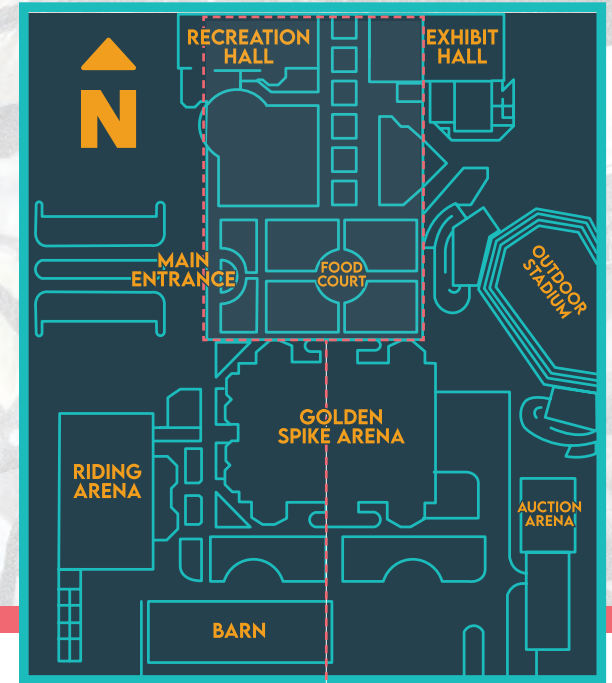 RECREATION
HALL
EXHIBIT
HALL
N
MAIN
ENTRANCE
FOOD
COURT
OUTDOOR
STADIUM
GOLDEN
SPIKE ARENA
RIDING
ARENA
AUCTION
ARENA
BARN